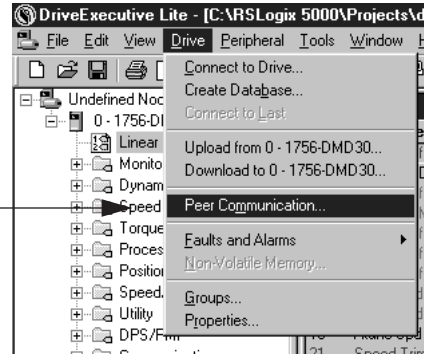 DriveExecutive Lite - [C:\RSLogix 5000\Projects\d
File Edit View Drive Peripheral Tools Window H
Connect to Drive...
Create Database...
Connect to Last
Upload from 0 - 1756-DMD30...
Download to 0 - 1756-DMD30...
Peer Communication...
Faults and Alarms
Non-Volatile Memory...
Groups...
Properties...
Undefined Noc
0 - 1756-DI
Linear
Monito
Dynam
Speed
Torque
Proces
Position
Speed
Utility
DPS/F
21 Speed Trim